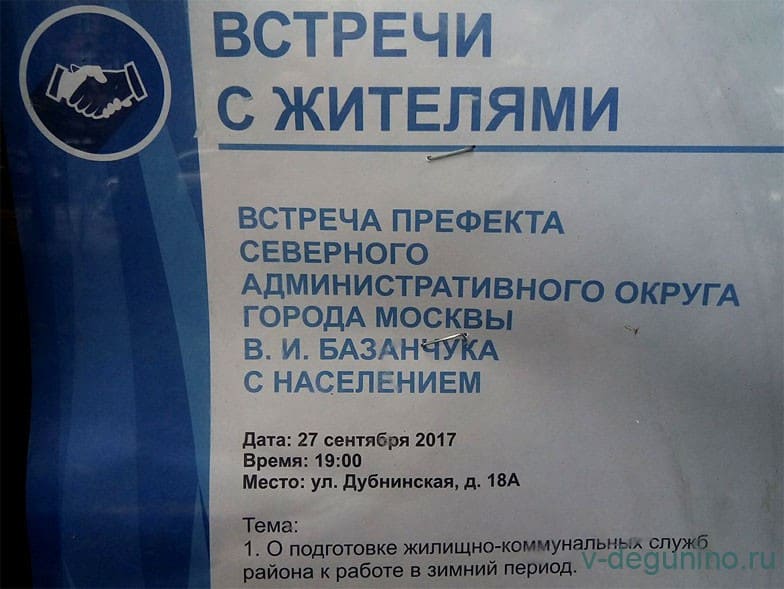 ВСТРЕЧИ
С ЖИТЕЛЯМИ
ВСТРЕЧА ПРЕФЕКТА
СЕВЕРНОГО
АДМИНИСТРАТИВНОГО ОКРУГА
ГОРОДА МОСКВЫ
В. И. БАЗАНЧУКА
С НАСЕЛЕНИЕМ
Дата: 27 сентября 2017
Время: 19:00
Место: ул. Дубнинская, д. 18А
Тема:
1. О подготовке жилищно-коммунальных служб
района к работе в зимний период.
v-degunino.ru